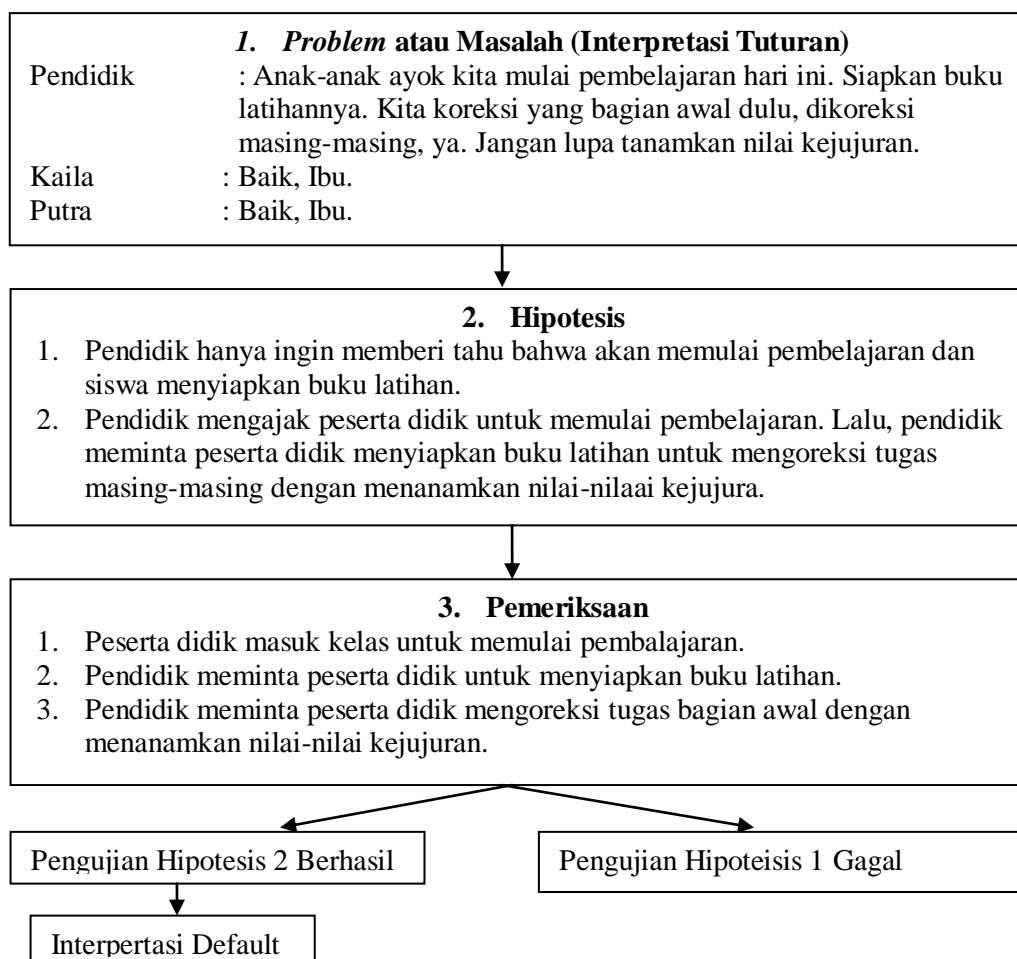 1. Problem atau Masalah (Interpretasi Tuturan)
Pendidik : Anak-anak ayok kita mulai pembelajaran hari ini. Siapkan buku
latihannya. Kita koreksi yang bagian awal dulu, dikoreksi
masing-masing, ya. Jangan lupa tanamkan nilai kejujuran.
Kaila : Baik, Ibu.
Putra : Baik, Ibu.
2. Hipotesis
1. Pendidik hanya ingin memberi tahu bahwa akan memulai pembelajaran dan
siswa menyiapkan buku latihan.
2. Pendidik mengajak peserta didik untuk memulai pembelajaran. Lalu, pendidik
meminta peserta didik menyiapkan buku latihan untuk mengoreksi tugas
masing-masing dengan menanamkan nilai-nilaai kejujura.
3. Pemeriksaan
1. Peserta didik masuk kelas untuk memulai pembalajaran.
2. Pendidik meminta peserta didik untuk menyiapkan buku latihan.
3. Pendidik meminta peserta didik mengoreksi tugas bagian awal dengan
menanamkan nilai-nilai kejujuran.
Pengujian Hipotesis 2 Berhasil
Pengujian Hipoteisis 1 Gagal
Interpertasi Default